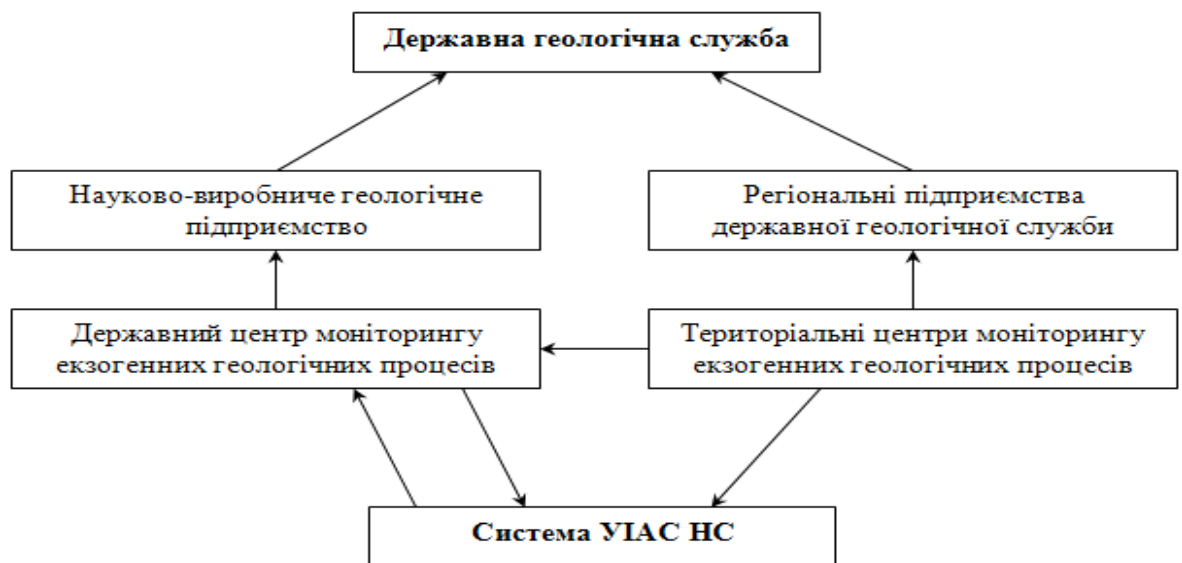 Державна геологічна служба
Науково-виробниче геологічне
підприємство
Регіональні підприємства
державної геологічної служби
Державний центр моніторингу
екзогенних геологічних процесів
Територіальні центри моніторингу
екзогенних геологічних процесів
Система УІАС НС